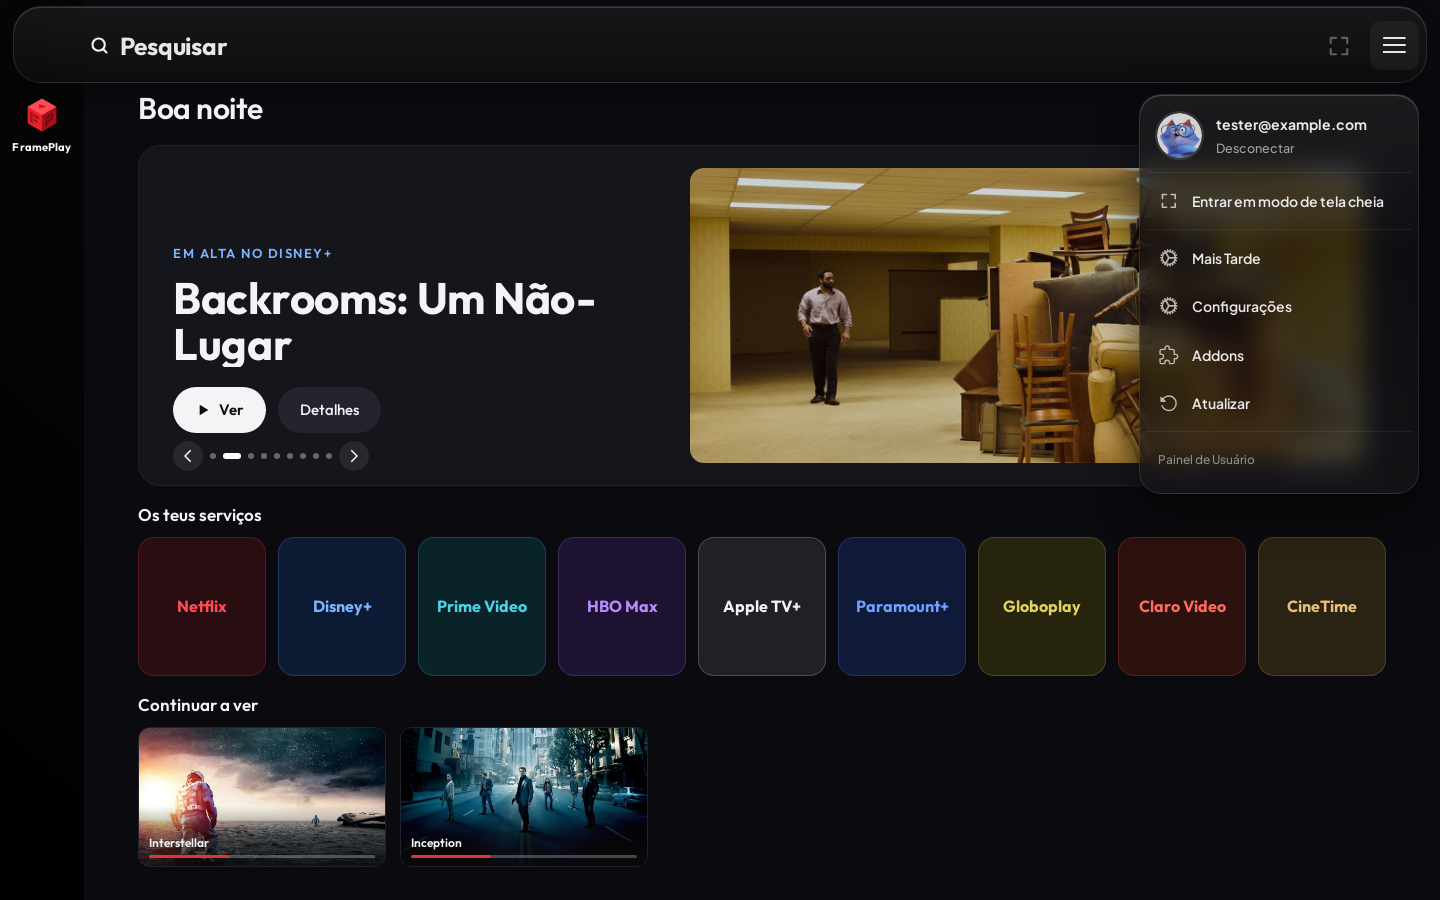 Pesquisar
FramePlay
Boa noite
EM ALTA NO DISNEY+
Backrooms: Um Não-
Lugar
Ver
Detalhes
tester@example.com
Desconectar
Entrar em modo de tela cheia
Mais Tarde
Configurações
Addons
Atualizar
Painel de Usuário
Os teus serviços
Netflix
Disney+
Prime Video
HBO Max
Apple TV+
Paramount+
Globoplay
Claro Video
CineTime
Continuar a ver
Interstellar
Inception